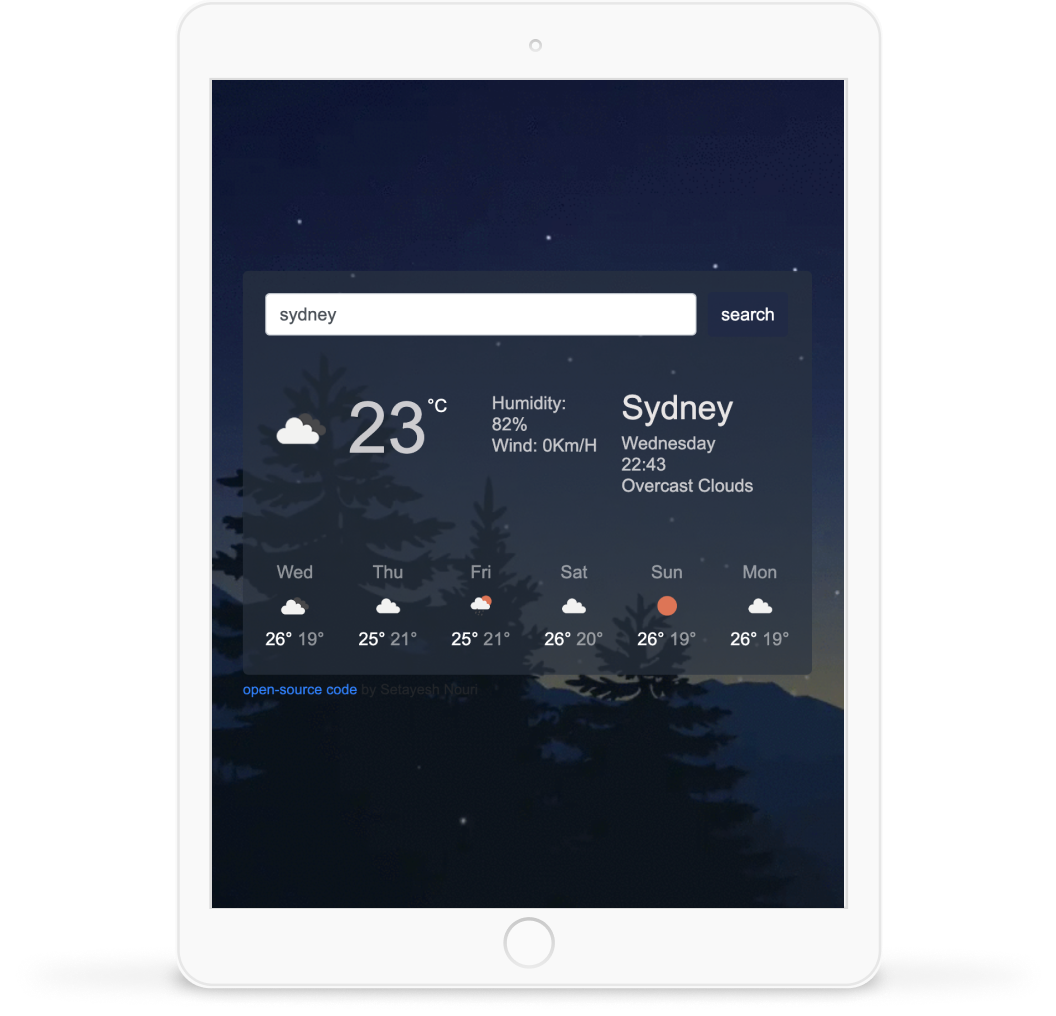 sydney
search
23
°C
Humidity:
82%
Wind: 0Km/H
Sydney
Wednesday
22:43
Overcast Clouds
Wed Thu Fri Sat Sun Mon
26° 19° 25° 21° 25° 21° 26° 20° 26° 19° 26° 19°
open-source code by Setayesh Nouri